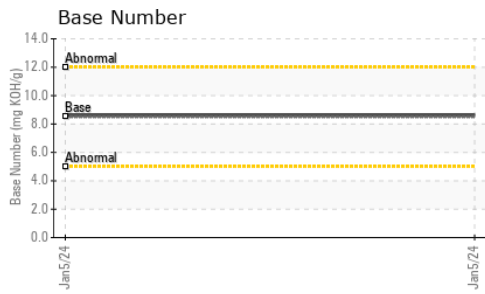 Base Number
Base Number (mg KOH/g)
14.0
12.0
10.0
8.0
6.0
4.0
2.0
0.0
Abnormal
Base
Abnormal
Jan5/24
Jan5/24